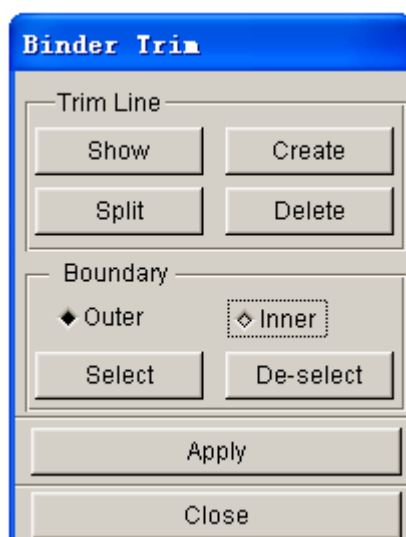 Binder Trim
Trim Line
Show Create
Split Delete
Boundary
Outer Inner
Select De-select
Apply
Close